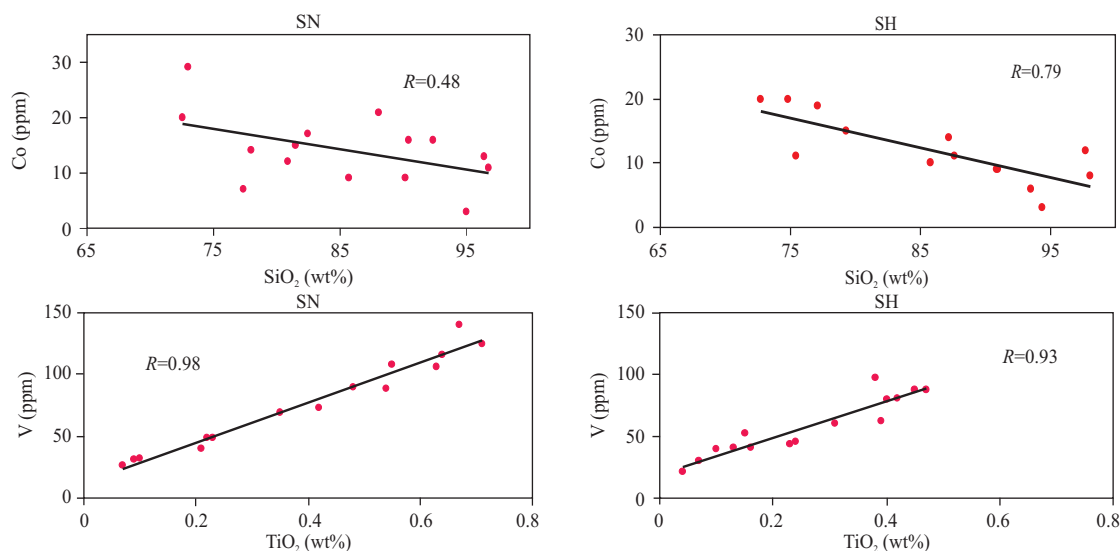 SN
Co (ppm)
30
20
10
0
R=0.48
65
75
85
95
SiO₂ (wt%)
SH
Co (ppm)
30
20
10
0
R=0.79
65
75
85
95
SiO₂ (wt%)
SN
V (ppm)
150
100
50
0
R=0.98
0
0.2
0.4
0.6
0.8
TiO₂ (wt%)
SH
V (ppm)
150
100
50
0
R=0.93
0
0.2
0.4
0.6
0.8
TiO₂ (wt%)